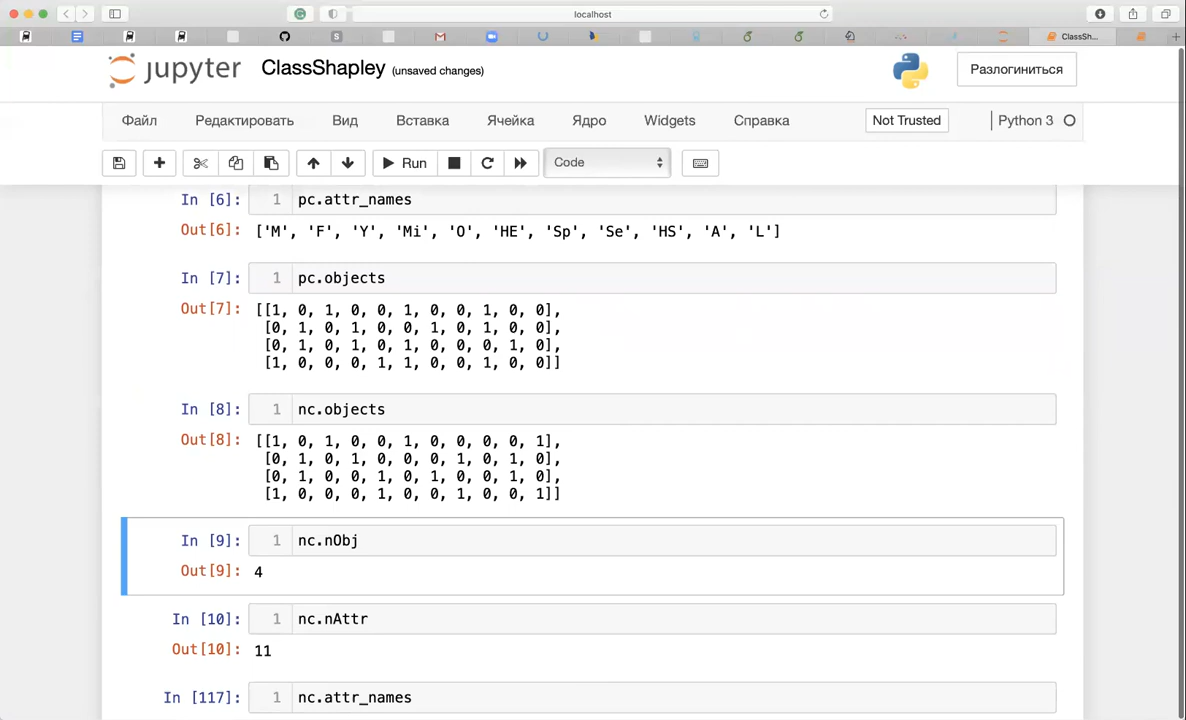 localhost
S
ClassSh...
jupyter ClassShapley (unsaved changes)
Разлогиниться
Файл Редактировать Вид Вставка Ячейка Ядро Widgets Справка Not Trusted Python 3
Run Code
In [6]: 1 pc.attr_names
Out[6]: ['M', 'F', 'Y', 'Mi', 'O', 'HE', 'Sp', 'Se', 'HS', 'A', 'L']
In [7]: 1 pc.objects
Out[7]: [[1, 0, 1, 0, 0, 1, 0, 0, 1, 0, 0],
[0, 1, 0, 1, 0, 0, 1, 0, 1, 0, 0],
[0, 1, 0, 1, 0, 1, 0, 0, 0, 1, 0],
[1, 0, 0, 0, 1, 1, 0, 0, 1, 0, 0]]
In [8]: 1 nc.objects
Out[8]: [[1, 0, 1, 0, 0, 1, 0, 0, 0, 0, 1],
[0, 1, 0, 1, 0, 0, 0, 1, 0, 1, 0],
[0, 1, 0, 0, 1, 0, 1, 0, 0, 1, 0],
[1, 0, 0, 0, 1, 0, 0, 1, 0, 0, 1]]
In [9]: 1 nc.nObj
Out[9]: 4
In [10]: 1 nc.nAttr
Out[10]: 11
In [117]: 1 nc.attr_names